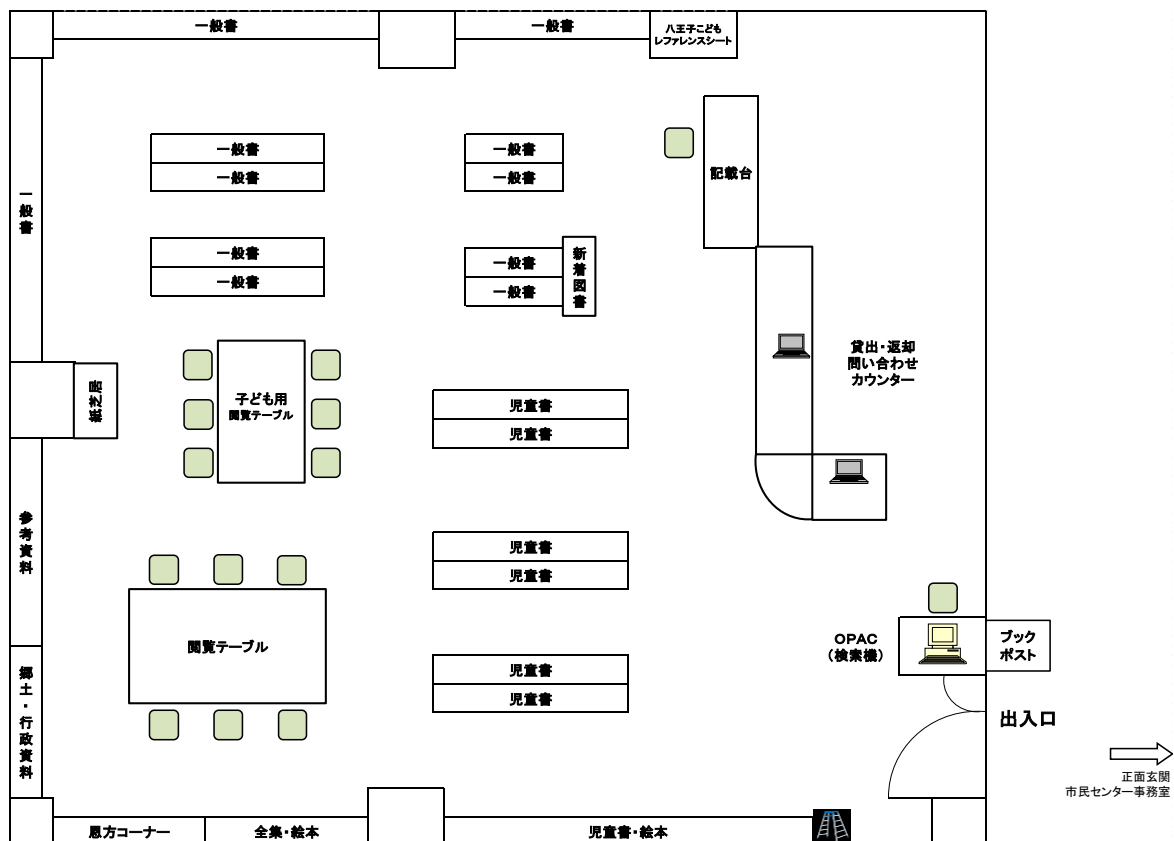 一般書
一般書
八王子こども
レファレンスシート
一般書
一般書
一般書
一般書
記載台
一般書
一般書
一般書
一般書
一般書
新着図書
貸出・返却
問い合わせ
カウンター
紙芝居
子ども用
閲覧テーブル
児童書
児童書
参考資料
児童書
児童書
閲覧テーブル
OPAC
（検索機）
ブック
ポスト
郷土・行政資料
児童書
児童書
出入口
正面玄関
市民センター事務室
恩方コーナー
全集・絵本
児童書・絵本